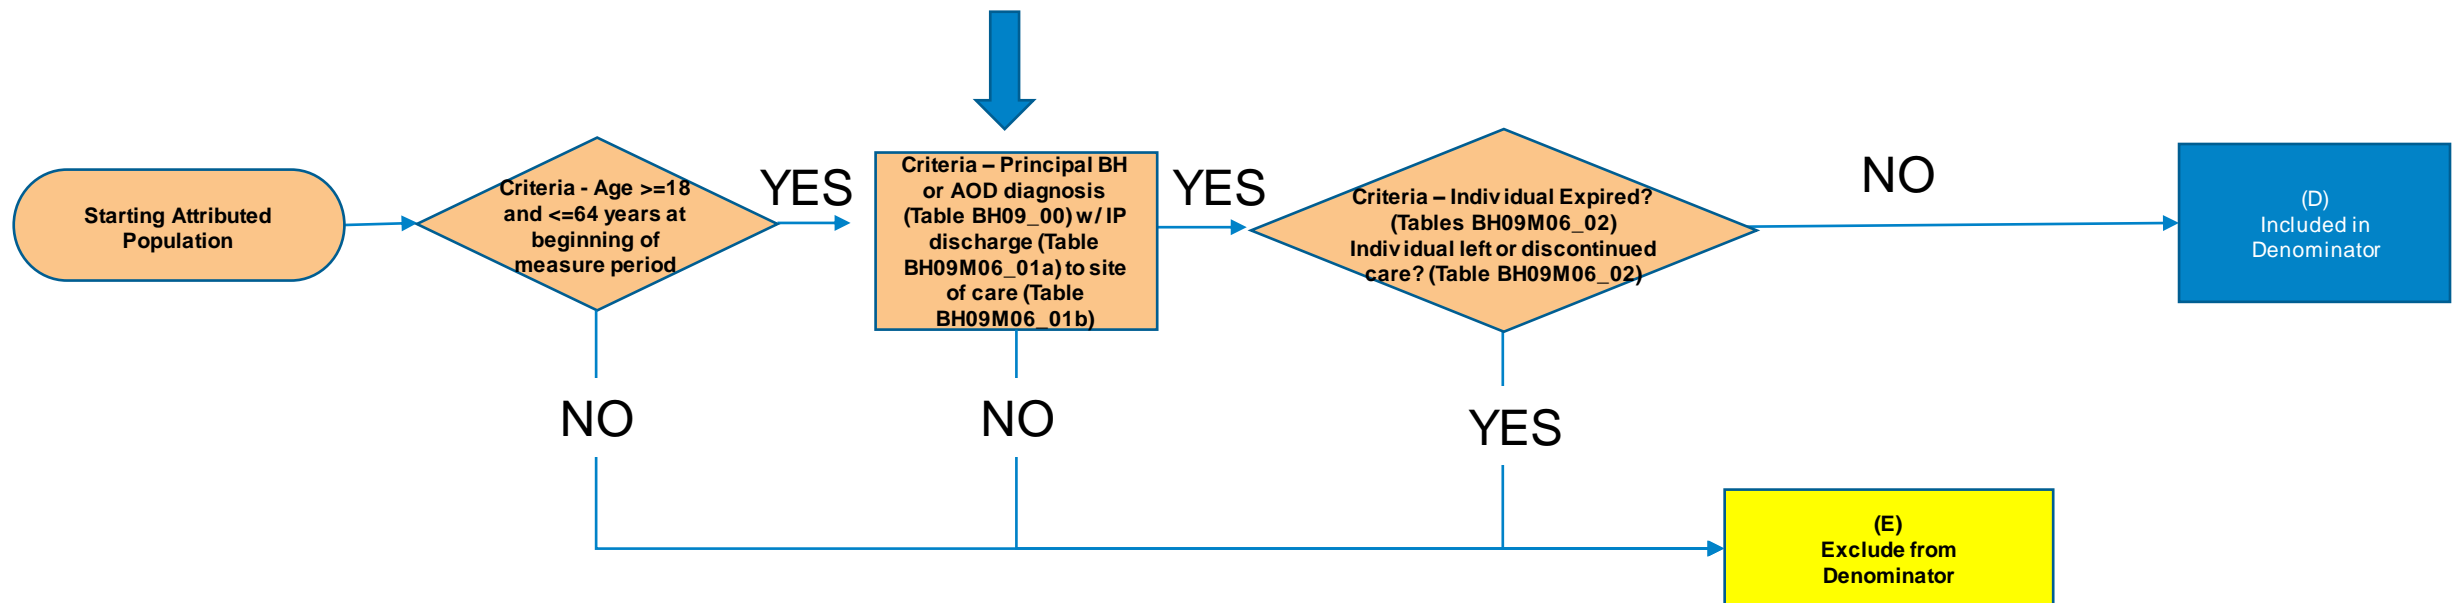 Starting Attributed
Population
Criteria - Age >=18
and <=64 years at
beginning of
measure period
YES
Criteria – Principal BH
or AOD diagnosis
(Table BH09_00) w/ IP
discharge (Table
BH09M06_01a) to site
of care (Table
BH09M06_01b)
YES
Criteria – Individual Expired?
(Tables BH09M06_02)
Individual left or discontinued
care? (Table BH09M06_02)
NO
(D)
Included in
Denominator
NO
NO
YES
(E)
Exclude from
Denominator